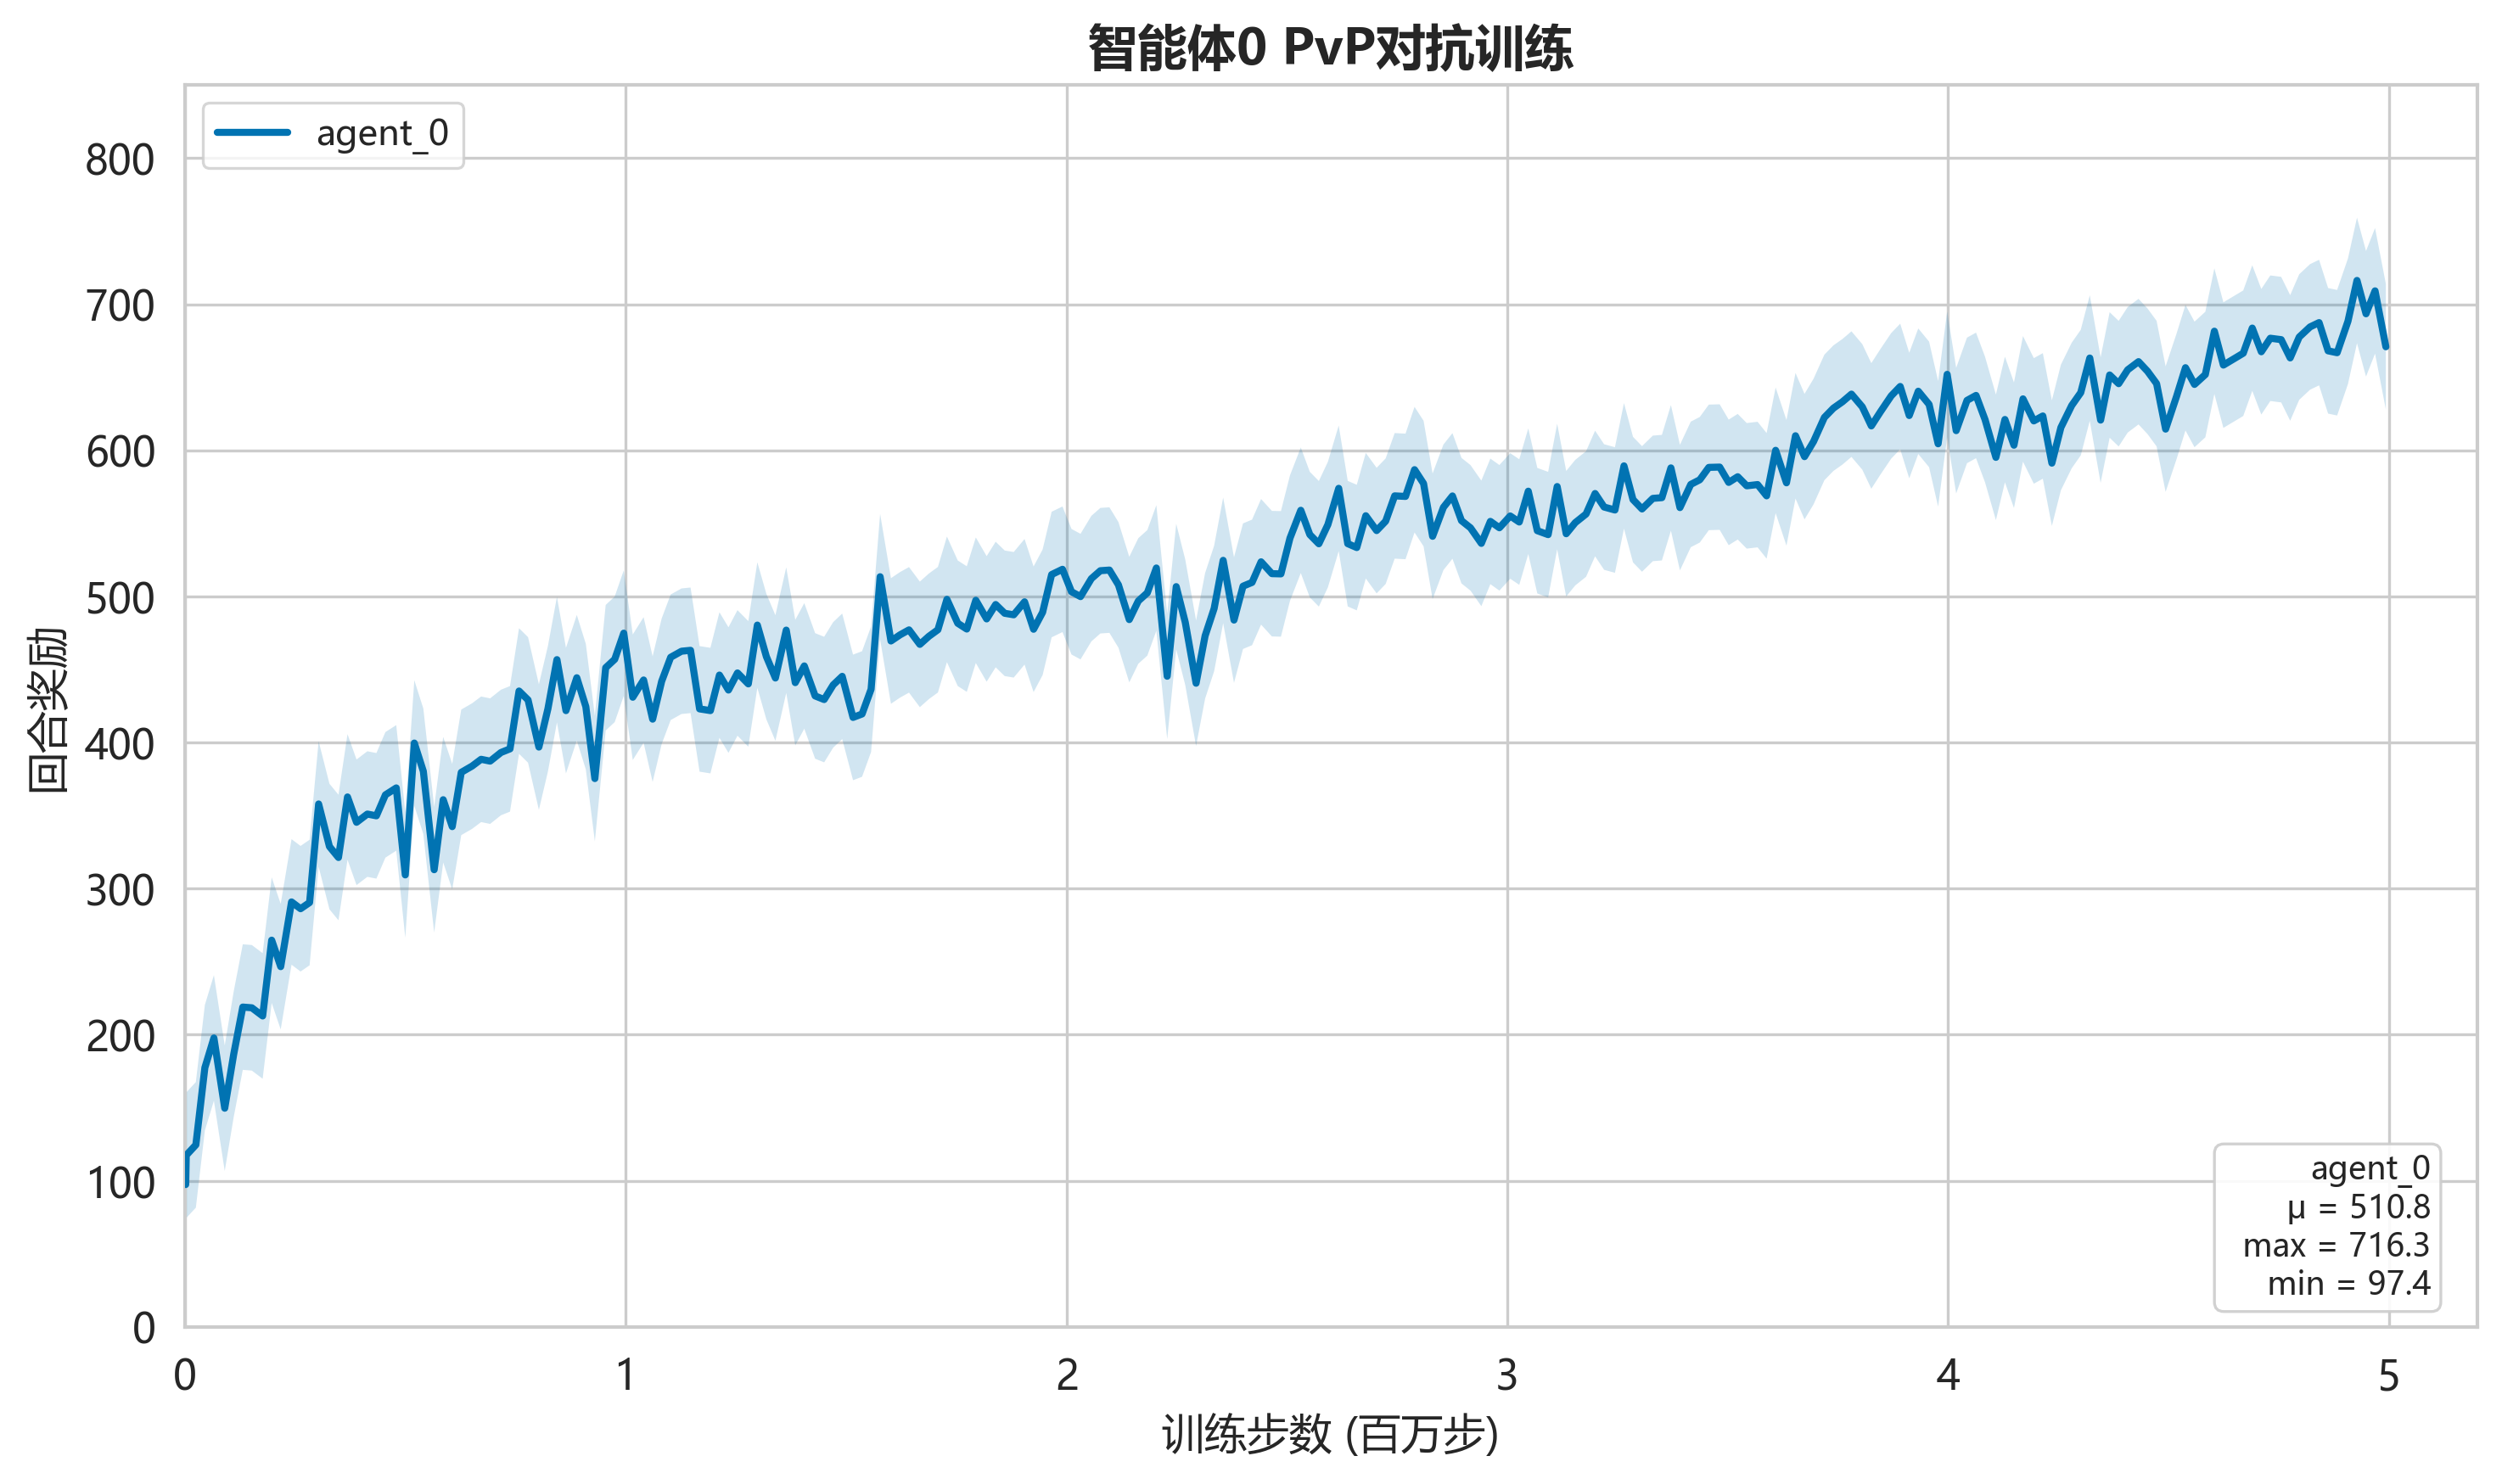 智能体0 PvP对抗训练
agent_0
800
700
600
500
400
300
200
100
0
回合奖励
agent_0
μ = 510.8
max = 716.3
min = 97.4
0 1 2 3 4 5
训练步数 (百万步)